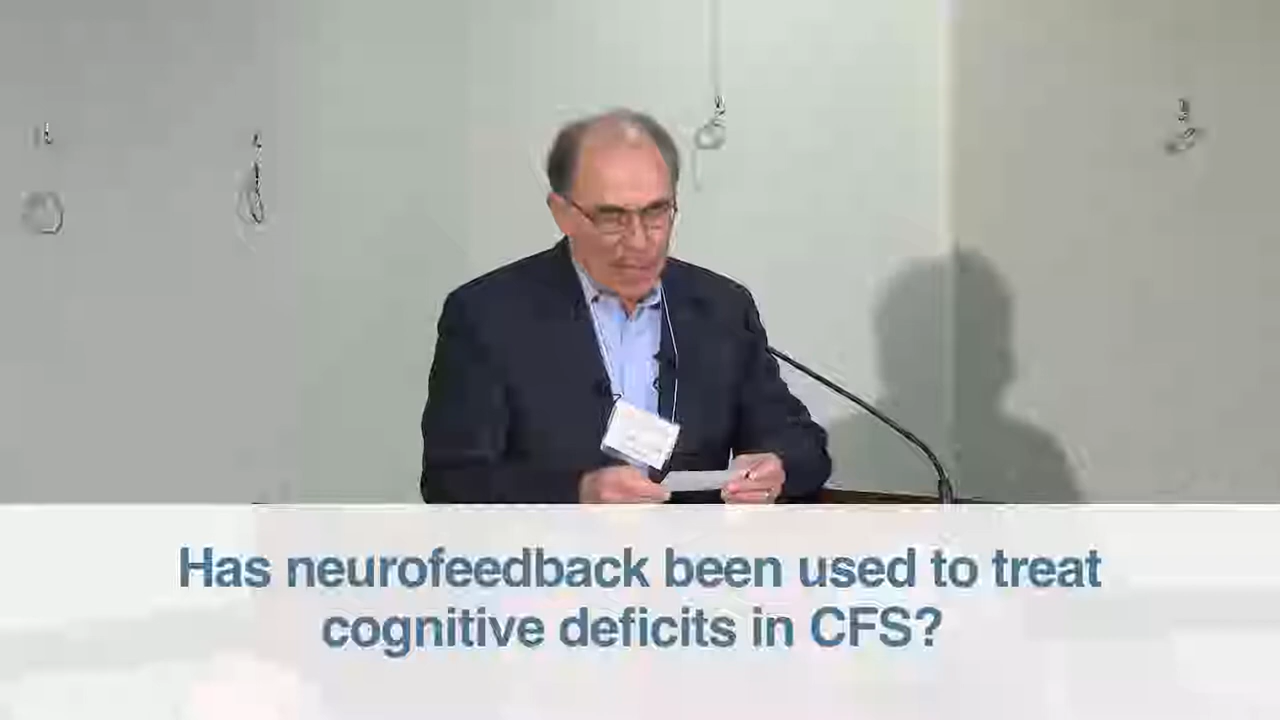 Has neurofeedback been used to treat
cognitive deficits in CFS?